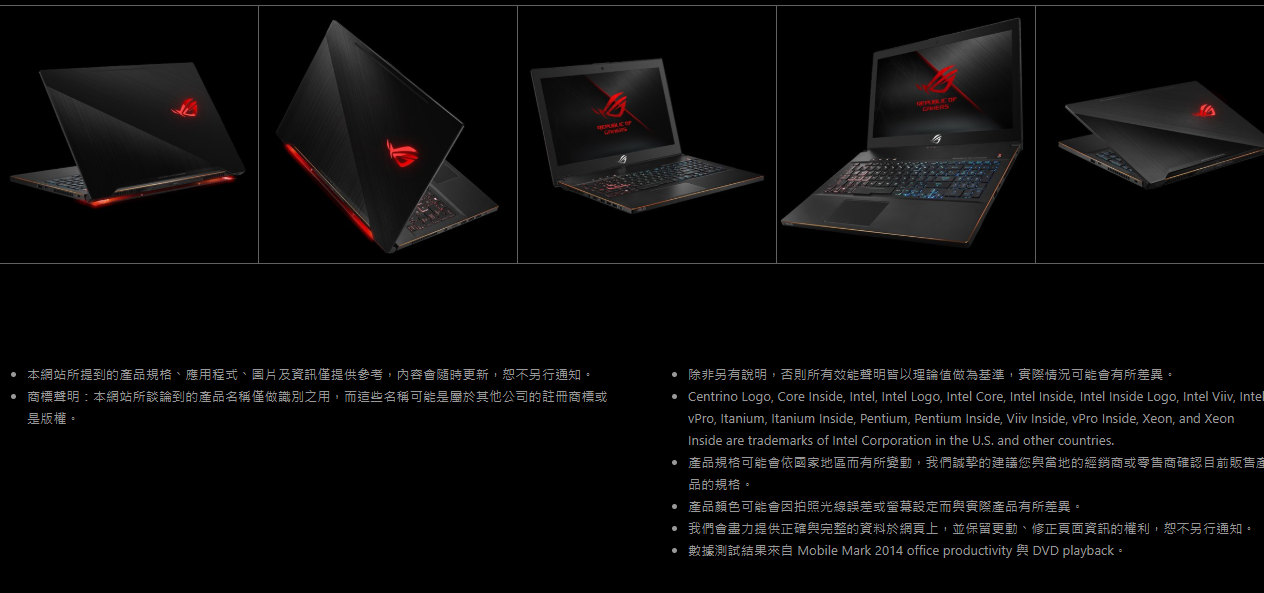 REPUBLIC OF
GAMERS
REPUBLIC OF
GAMERS
本網站所提到的產品規格、應用程式、圖片及資訊僅提供參考，內容會隨時更新，恕不另行通知。
商標聲明：本網站所談論到的產品名稱僅做識別之用，而這些名稱可能是屬於其他公司的註冊商標或
是版權。
除非另有說明，否則所有效能聲明皆以理論值做為基準，實際情況可能會有所差異。
Centrino Logo, Core Inside, Intel, Intel Logo, Intel Core, Intel Inside, Intel Inside Logo, Intel Viiv, Intel
vPro, Itanium, Itanium Inside, Pentium, Pentium Inside, Viiv Inside, vPro Inside, Xeon, and Xeon
Inside are trademarks of Intel Corporation in the U.S. and other countries.
產品規格可能會依國家地區而有所變動，我們誠摯的建議您與當地的經銷商或零售商確認目前販售產
品的規格。
產品顏色可能會因拍照光線誤差或螢幕設定而與實際產品有所差異。
我們會盡力提供正確與完整的資料於網頁上，並保留更動、修正頁面資訊的權利，恕不另行通知。
數據測試結果來自 Mobile Mark 2014 office productivity 與 DVD playback。